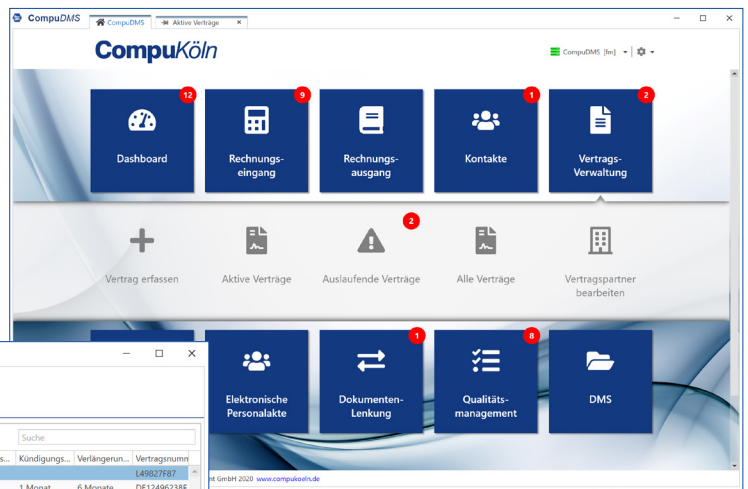 CompuDMS
CompuDMS
Aktive Verträge
CompuKöln
CompuDMS [fm]
12
9
1
2
Dashboard
Rechnungs-
eingang
Rechnungs-
ausgang
Kontakte
Vertrags-
Verwaltung
2
Vertrag erfassen
Aktive Verträge
Auslaufende Verträge
Alle Verträge
Vertragspartner
bearbeiten
1
8
Elektronische
Personalakte
Dokumenten-
Lenkung
Qualitäts-
management
DMS
Suche
s... Kündigungs... Verlängerun... Vertragsnumm
L49827F87
1 Monat 6 Monate
nt GmbH 2020 www.compukoeln.de